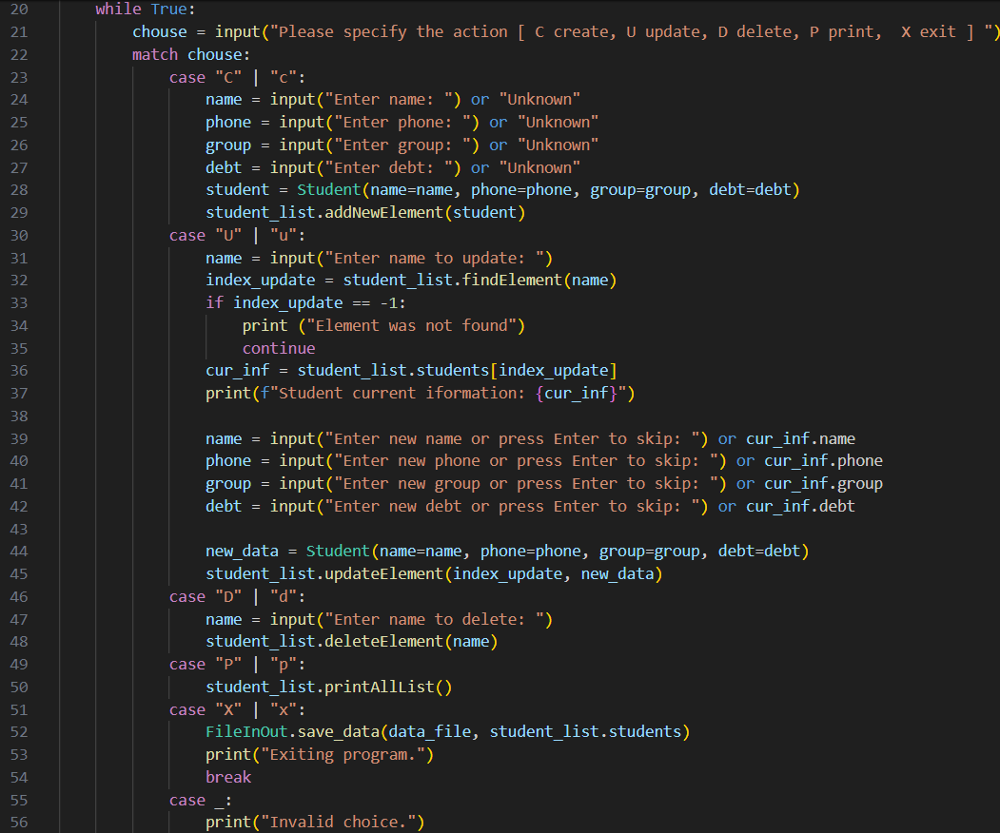 20 while True:
21 chouse = input("Please specify the action [ C create, U update, D delete, P print,  X exit ] ")
22 match chouse:
23 case "C" | "c":
24 name = input("Enter name: ") or "Unknown"
25 phone = input("Enter phone: ") or "Unknown"
26 group = input("Enter group: ") or "Unknown"
27 debt = input("Enter debt: ") or "Unknown"
28 student = Student(name=name, phone=phone, group=group, debt=debt)
29 student_list.addNewElement(student)
30 case "U" | "u":
31 name = input("Enter name to update: ")
32 index_update = student_list.findElement(name)
33 if index_update == -1:
34 print ("Element was not found")
35 continue
36 cur_inf = student_list.students[index_update]
37 print(f"Student current iformation: {cur_inf}")
38
39 name = input("Enter new name or press Enter to skip: ") or cur_inf.name
40 phone = input("Enter new phone or press Enter to skip: ") or cur_inf.phone
41 group = input("Enter new group or press Enter to skip: ") or cur_inf.group
42 debt = input("Enter new debt or press Enter to skip: ") or cur_inf.debt
43
44 new_data = Student(name=name, phone=phone, group=group, debt=debt)
45 student_list.updateElement(index_update, new_data)
46 case "D" | "d":
47 name = input("Enter name to delete: ")
48 student_list.deleteElement(name)
49 case "P" | "p":
50 student_list.printAllList()
51 case "X" | "x":
52 FileInOut.save_data(data_file, student_list.students)
53 print("Exiting program.")
54 break
55 case _:
56 print("Invalid choice.")